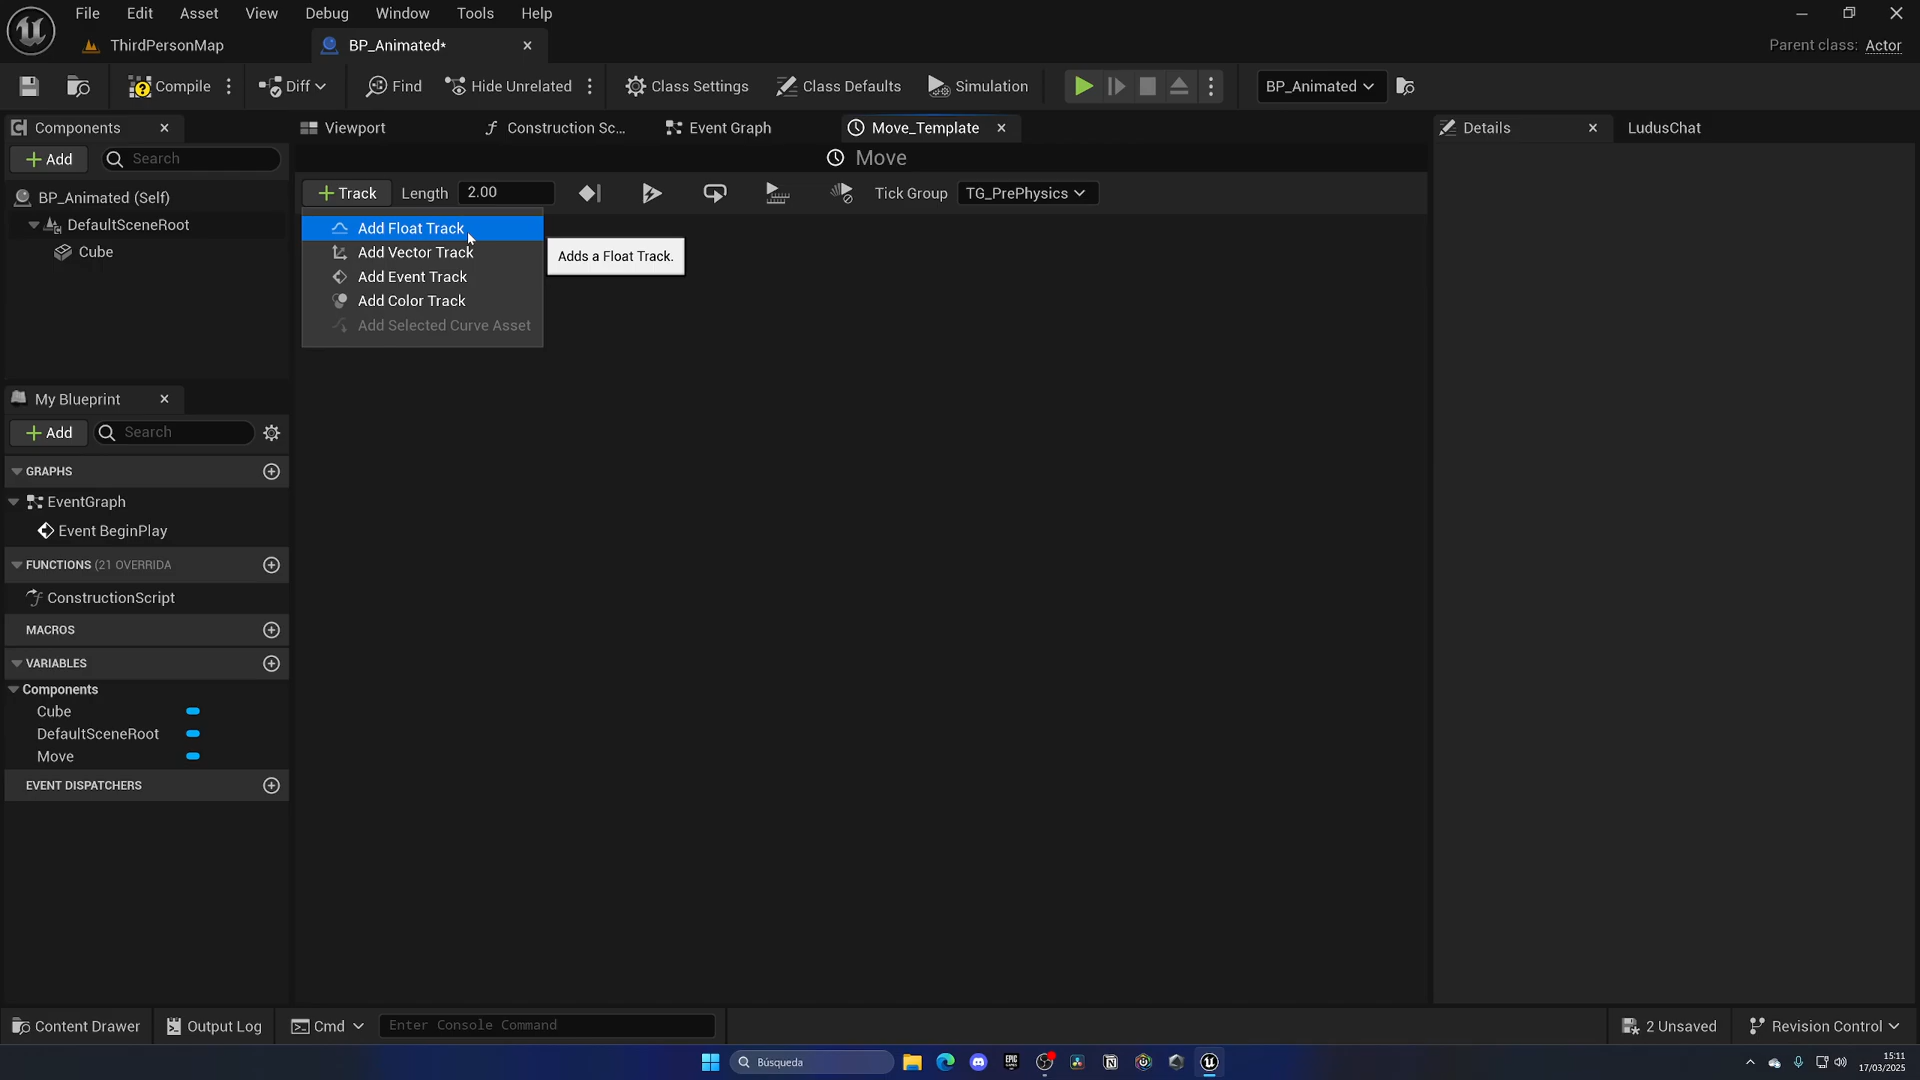 File Edit Asset View Debug Window Tools Help
ThirdPersonMap
BP_Animated*
Parent class: Actor
Compile
Diff
Find
Hide Unrelated
Class Settings
Class Defaults
Simulation
BP_Animated
Components
Add
Search
BP_Animated (Self)
DefaultSceneRoot
Cube
My Blueprint
Add
Search
GRAPHS
EventGraph
Event BeginPlay
FUNCTIONS (21 OVERRIDA
ConstructionScript
MACROS
VARIABLES
Components
Cube
DefaultSceneRoot
Move
EVENT DISPATCHERS
Viewport
Construction Sc...
Event Graph
Move_Template
Move
Track
Length 2.00
Tick Group TG_PrePhysics
Add Float Track
Add Vector Track
Add Event Track
Add Color Track
Add Selected Curve Asset
Adds a Float Track.
Details
LudusChat
Content Drawer
Output Log
Cmd
Enter Console Command
2 Unsaved
Revision Control
Búsqueda
EPIC
15:11
17/03/2025